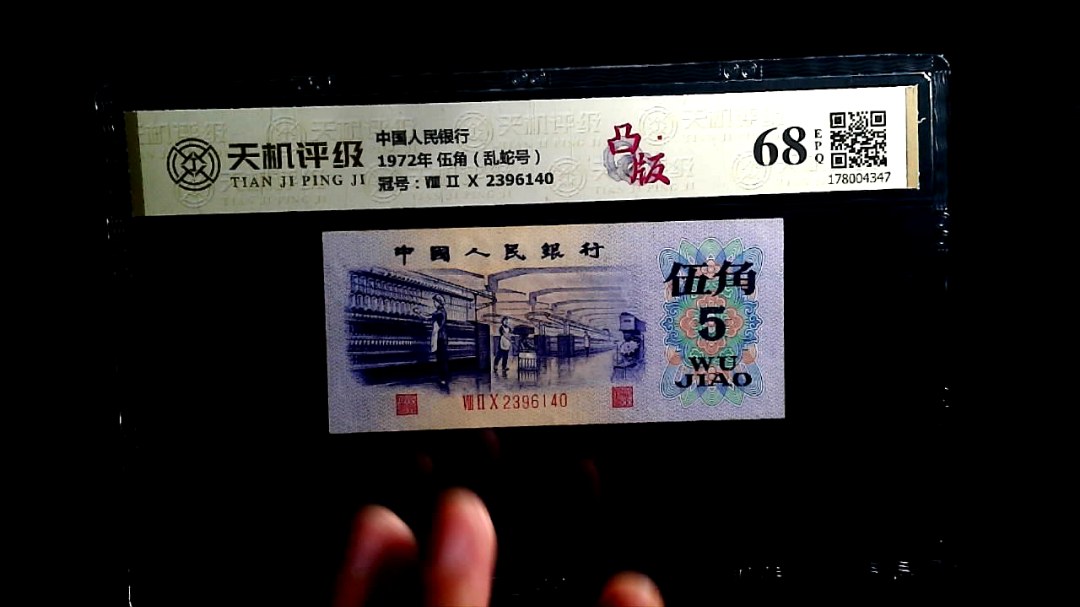 天机评级
TIAN JI PING JI
中国人民银行
1972年 伍角（乱蛇号）
冠号：Ⅷ Ⅱ Ⅹ 2396140
凸版
68
EPQ
178004347
中國人民銀行
伍角
5
WU
JIAO
Ⅷ Ⅱ Ⅹ 2396140